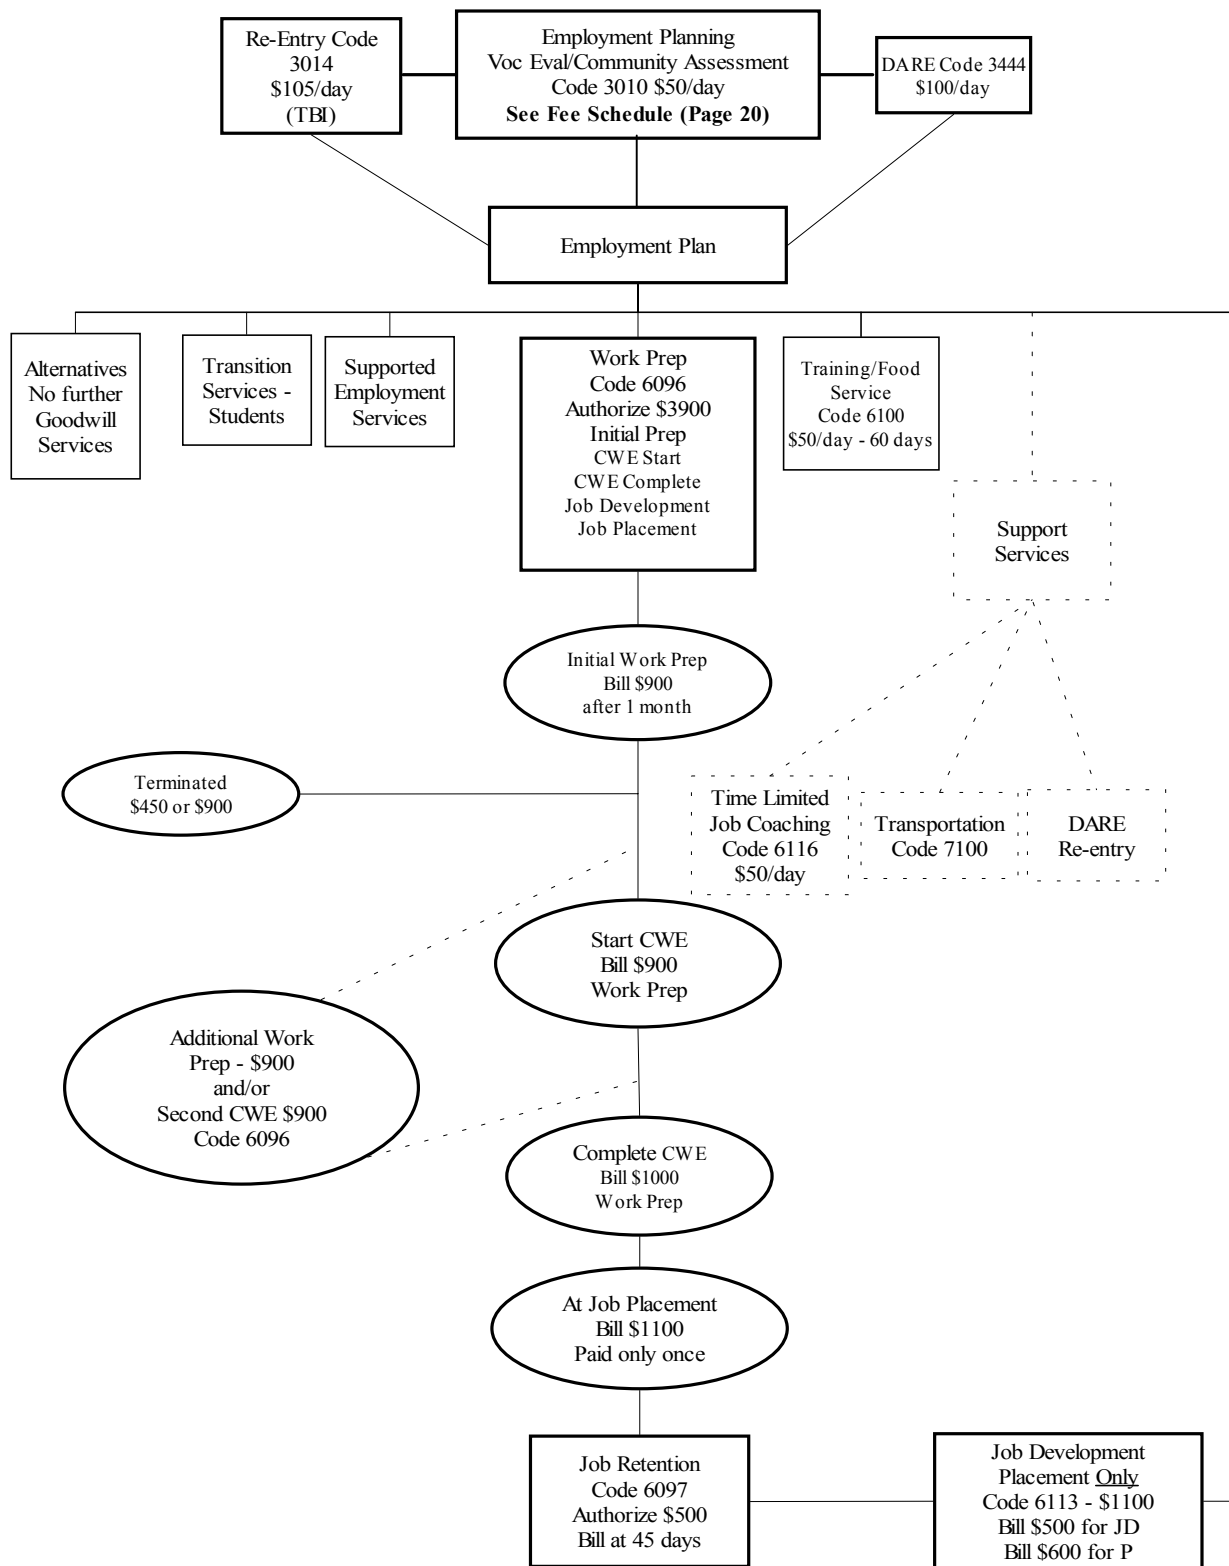 Re-Entry Code
3014
$105/day
(TBI)
Employment Planning
Voc Eval/Community Assessment
Code 3010 $50/day
See Fee Schedule (Page 20)
DARE Code 3444
$100/day
Employment Plan
Alternatives
No further
Goodwill
Services
Transition
Services -
Students
Supported
Employment
Services
Work Prep
Code 6096
Authorize $3900
Initial Prep
CWE Start
CWE Complete
Job Development
Job Placement
Training/Food
Service
Code 6100
$50/day - 60 days
Support
Services
Initial Work Prep
Bill $900
after 1 month
Terminated
$450 or $900
Time Limited
Job Coaching
Code 6116
$50/day
Transportation
Code 7100
DARE
Re-entry
Start CWE
Bill $900
Work Prep
Additional Work
Prep - $900
and/or
Second CWE $900
Code 6096
Complete CWE
Bill $1000
Work Prep
At Job Placement
Bill $1100
Paid only once
Job Retention
Code 6097
Authorize $500
Bill at 45 days
Job Development
Placement Only
Code 6113 - $1100
Bill $500 for JD
Bill $600 for P